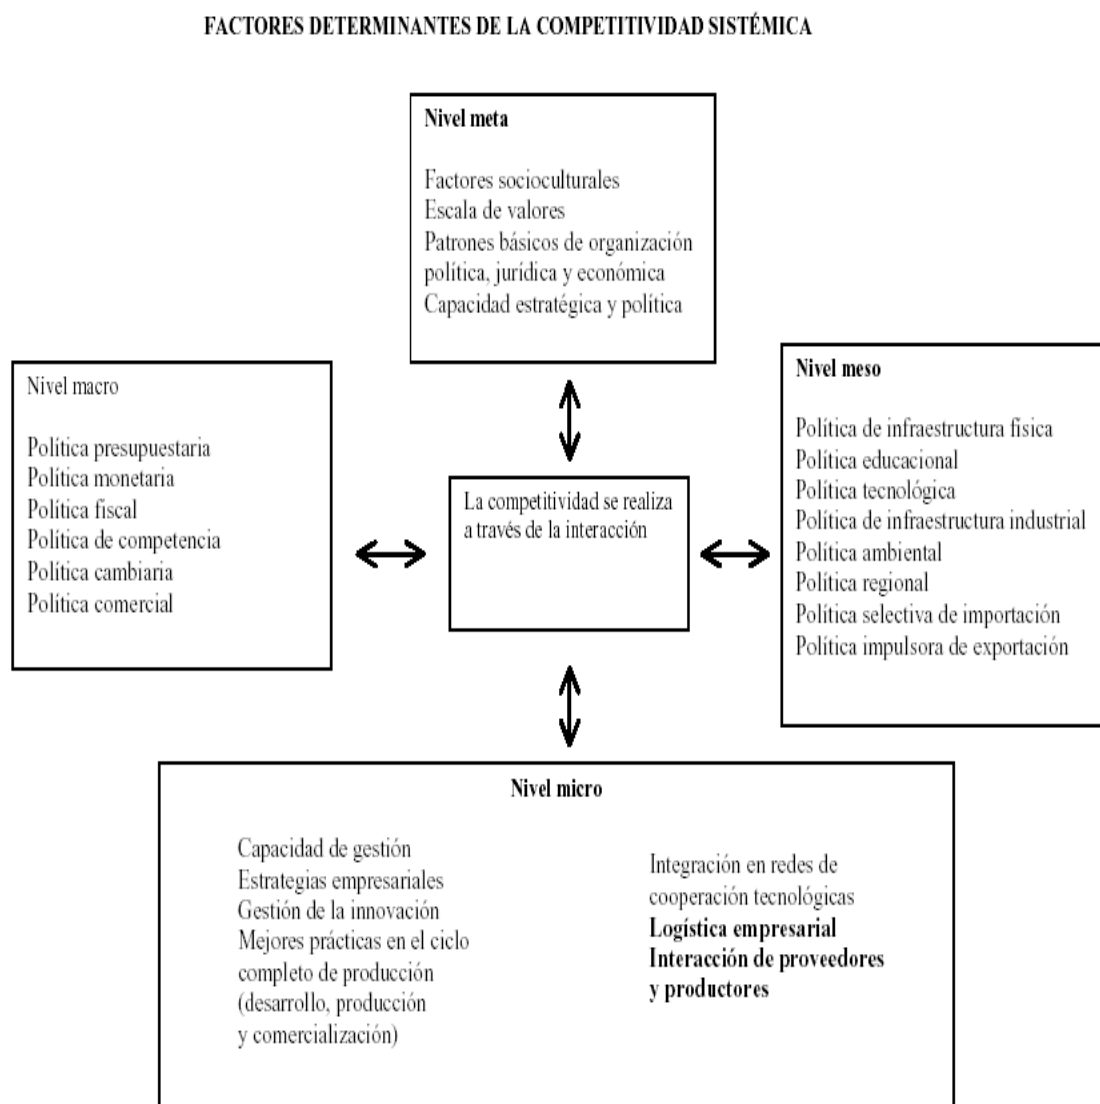 FACTORES DETERMINANTES DE LA COMPETITIVIDAD SISTÉMICA
Nivel meta
Factores socioculturales
Escala de valores
Patrones básicos de organización
política, jurídica y económica
Capacidad estratégica y política
Nivel macro
Política presupuestaria
Política monetaria
Política fiscal
Política de competencia
Política cambiaria
Política comercial
La competitividad se realiza
a través de la interacción
Nivel meso
Política de infraestructura física
Política educacional
Política tecnológica
Política de infraestructura industrial
Política ambiental
Política regional
Política selectiva de importación
Política impulsora de exportación
Nivel micro
Capacidad de gestión
Estrategias empresariales
Gestión de la innovación
Mejores prácticas en el ciclo
completo de producción
(desarrollo, producción
y comercialización)
Integración en redes de
cooperación tecnológicas
Logística empresarial
Interacción de proveedores
y productores